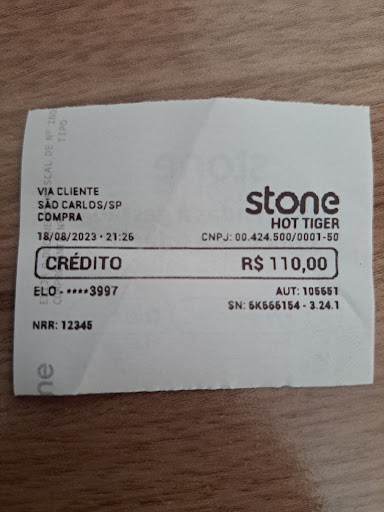 stone
VIA CLIENTE
SÃO CARLOS/SP
COMPRA
HOT TIGER
18/08/2023 - 21:26 CNPJ: 00.424.500/0001-50
CRÉDITO R$ 110,00
ELO - ****3997 AUT: 105651
SN: 6K666154 - 3.24.1
NRR: 12345